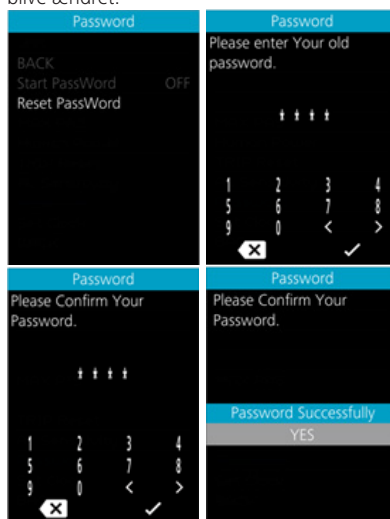 blive ændret.
Password
BACK
Start PassWord OFF
Reset PassWord
Password
Please enter Your old
password.
* * * *
1 2 3 4
5 6 7 8
9 0 < >
Password
Please Confirm Your
Password.
* * * *
1 2 3 4
5 6 7 8
9 0 < >
Password
Please Confirm Your
Password.
Password Successfully
YES